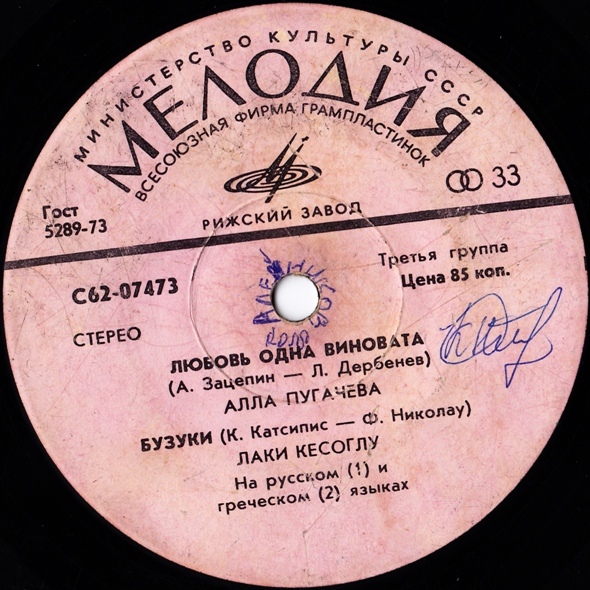 МИНИСТЕРСТВО КУЛЬТУРЫ СССР
МЕЛОДИЯ
ВСЕСОЮЗНАЯ ФИРМА ГРАМПЛАСТИНОК
33
Гост
5289-73
РИЖСКИЙ ЗАВОД
Третья группа
Цена 85 коп.
С62-07473
СТЕРЕО
ЛЮБОВЬ ОДНА ВИНОВАТА
(А. Зацепин — Л. Дербенев)
АЛЛА ПУГАЧЕВА
БУЗУКИ (К. Катсипис — Ф. Николау)
ЛАКИ КЕСОГЛУ
На русском (1) и
греческом (2) языках